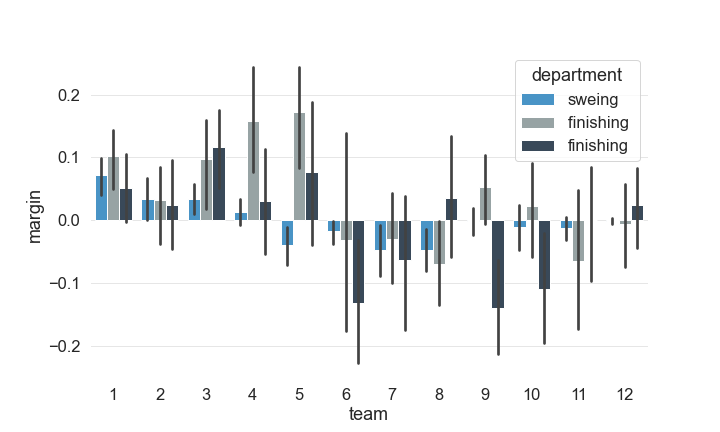 department
sweing
finishing
finishing
0.2
0.1
0.0
−0.1
−0.2
margin
1 2 3 4 5 6 7 8 9 10 11 12
team